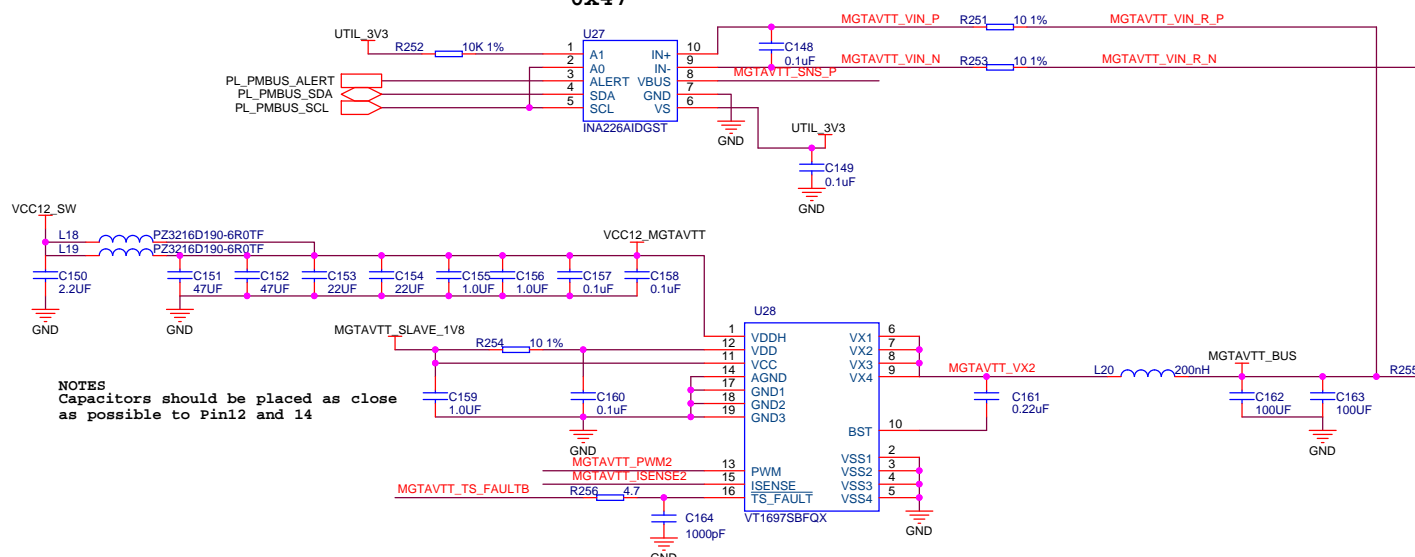 0X47
MGTAVTT_VIN_P R251 10 1% MGTAVTT_VIN_R_P
UTIL_3V3 U27
R252 10K 1% 1 A1 IN+ 10 C148
2 A0 IN- 9 0.1uF MGTAVTT_VIN_N R253 10 1% MGTAVTT_VIN_R_N
PL_PMBUS_ALERT 3 ALERT VBUS 8 MGTAVTT_SNS_P
PL_PMBUS_SDA 4 SDA GND 7
PL_PMBUS_SCL 5 SCL VS 6
INA226AIDGST GND UTIL_3V3
C149
0.1uF
GND
VCC12_SW
L18 PZ3216D190-6R0TF VCC12_MGTAVTT
L19 PZ3216D190-6R0TF
C150 C151 C152 C153 C154 C155 C156 C157 C158
2.2UF 47UF 47UF 22UF 22UF 1.0UF 1.0UF 0.1uF 0.1uF
GND GND
U28
MGTAVTT_SLAVE_1V8 1 VDDH VX1 6
R254 10 1% 12 VDD VX2 7
11 VCC VX3 8 MGTAVTT_BUS
14 AGND VX4 9 MGTAVTT_VX2 L20 200nH R255
17 GND1
18 GND2
19 GND3
NOTES
Capacitors should be placed as close
as possible to Pin12 and 14
C159 C160 C161 C162 C163
1.0UF 0.1uF 0.22uF 100UF 100UF
GND BST 10 GND
VSS1 2
MGTAVTT_PWM2 13 PWM VSS2 3
MGTAVTT_ISENSE2 15 ISENSE VSS3 4
MGTAVTT_TS_FAULTB R256 4.7 16 TS_FAULT VSS4 5
C164 VT1697SBFQX GND
1000pF
GND